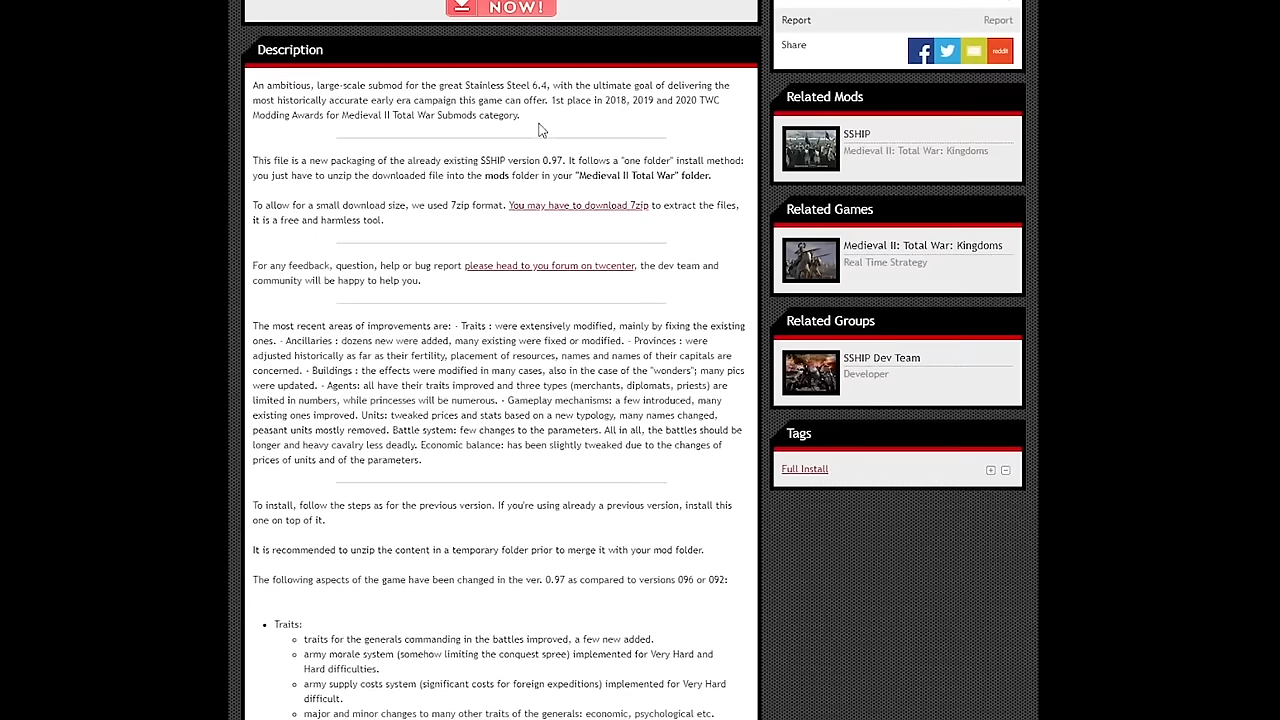 NOW!
Description
An ambitious, large-scale submod for the great Stainless Steel 6.4, with the ultimate goal of delivering the
most historically accurate early era campaign this game can offer. 1st place in 2018, 2019 and 2020 TWC
Modding Awards for Medieval II Total War Submods category.
This file is a new packaging of the already existing SSHIP version 0.97. It follows a "one folder" install method:
you just have to unzip the downloaded file into the mods folder in your "Medieval II Total War" folder.
To allow for a small download size, we used 7zip format. You may have to download 7zip to extract the files,
it is a free and harmless tool.
For any feedback, question, help or bug report please head to you forum on twcenter, the dev team and
community will be happy to help you.
The most recent areas of improvements are: - Traits : were extensively modified, mainly by fixing the existing
ones. - Ancillaries : dozens new were added, many existing were fixed or modified. - Provinces : were
adjusted historically as far as their fertility, placement of resources, names and names of their capitals are
concerned. - Buildings : the effects were modified in many cases, also in the case of the "wonders"; many pics
were updated. - Agents: all have their traits improved and three types (merchants, diplomats, priests) are
limited in numbers, while princesses will be numerous. - Gameplay mechanisms: a few introduced, many
existing ones improved. Units: tweaked prices and stats based on a new typology, many names changed,
peasant units mostly removed. Battle system: few changes to the parameters. All in all, the battles should be
longer and heavy cavalry less deadly. Economic balance: has been slightly tweaked due to the changes of
prices of units and of the parameters.
To install, follow the steps as for the previous version. If you're using already a previous version, install this
one on top of it.
It is recommended to unzip the content in a temporary folder prior to merge it with your mod folder.
The following aspects of the game have been changed in the ver. 0.97 as compared to versions 096 or 092:
Traits:
traits for the generals commanding in the battles improved, a few new added.
army morale system (somehow limiting the conquest spree) implemented for Very Hard and
Hard difficulties.
army supply costs system (significant costs for foreign expeditions) implemented for Very Hard
difficult.
major and minor changes to many other traits of the generals: economic, psychological etc.
Report Report
Share reddit
Related Mods
SSHIP
Medieval II: Total War: Kingdoms
Related Games
Medieval II: Total War: Kingdoms
Real Time Strategy
Related Groups
SSHIP Dev Team
Developer
Tags
Full Install